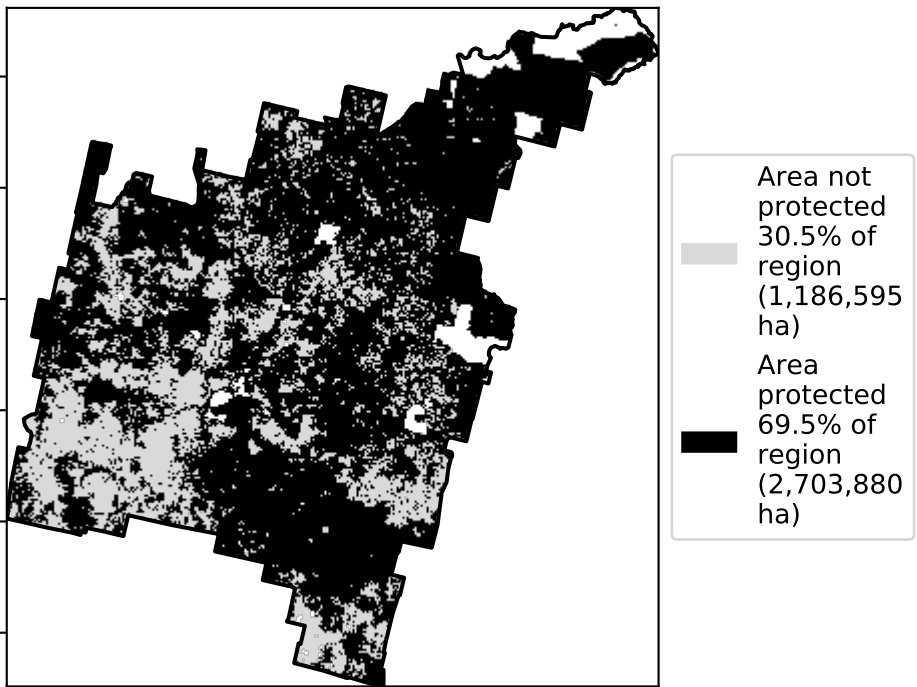 Area not
protected
30.5% of
region
(1,186,595
ha)
Area
protected
69.5% of
region
(2,703,880
ha)